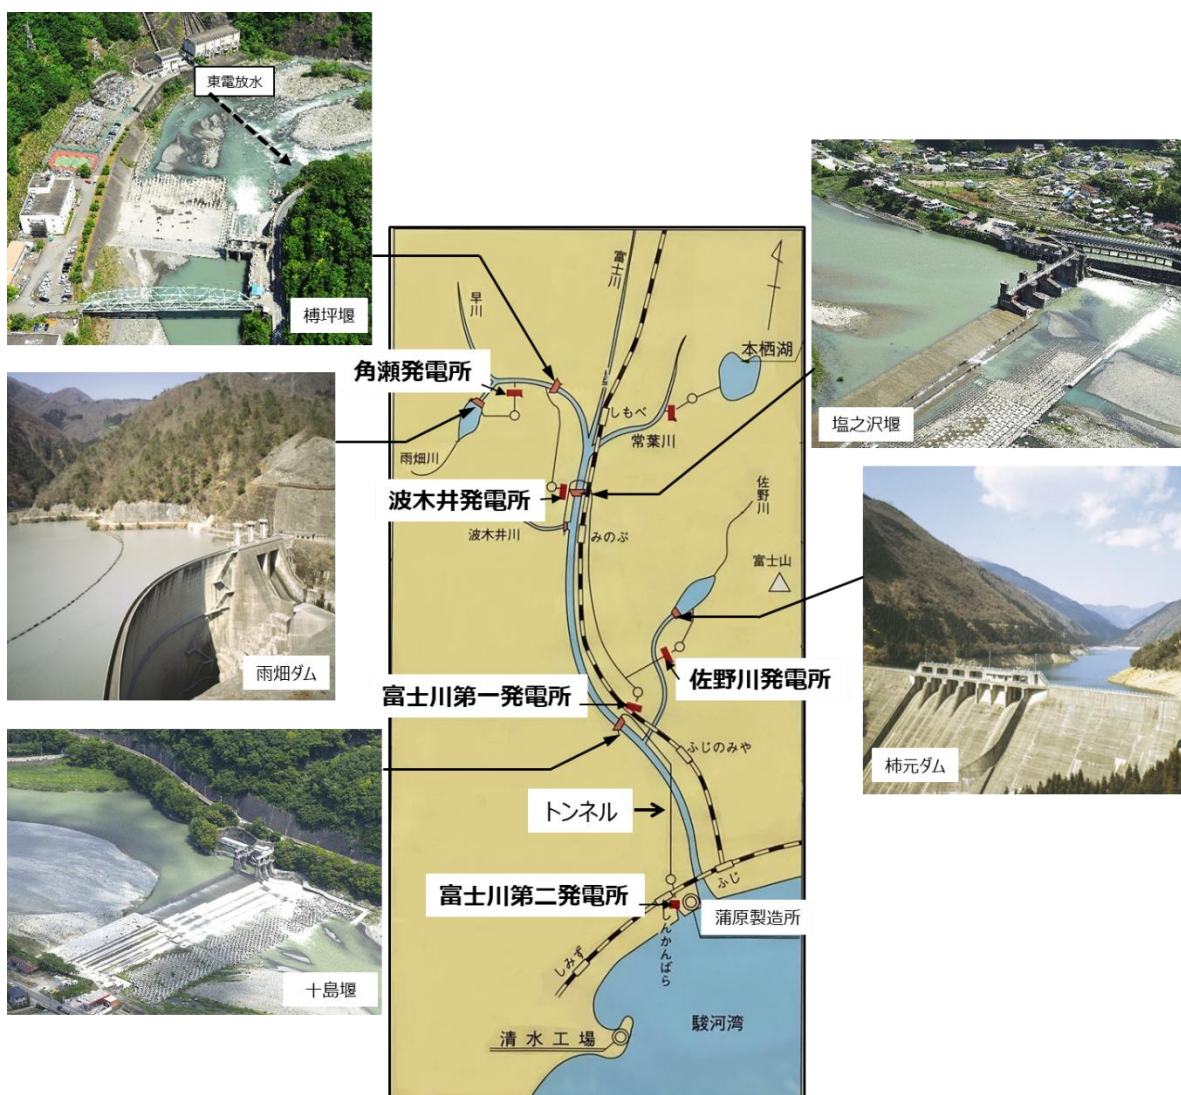 東電放水
樽坪堰
富士川
早川
本栖湖
角瀬発電所
しもべ
塩之沢堰
常葉川
雨畑川
佐野川
波木井発電所
波木井川
みのぶ
富士山
雨畑ダム
佐野川発電所
富士川第一発電所
ふじのみや
柿元ダム
トンネル
ふじ
富士川第二発電所
蒲原製造所
しんかんばら
しみず
十島堰
駿河湾
清水工場